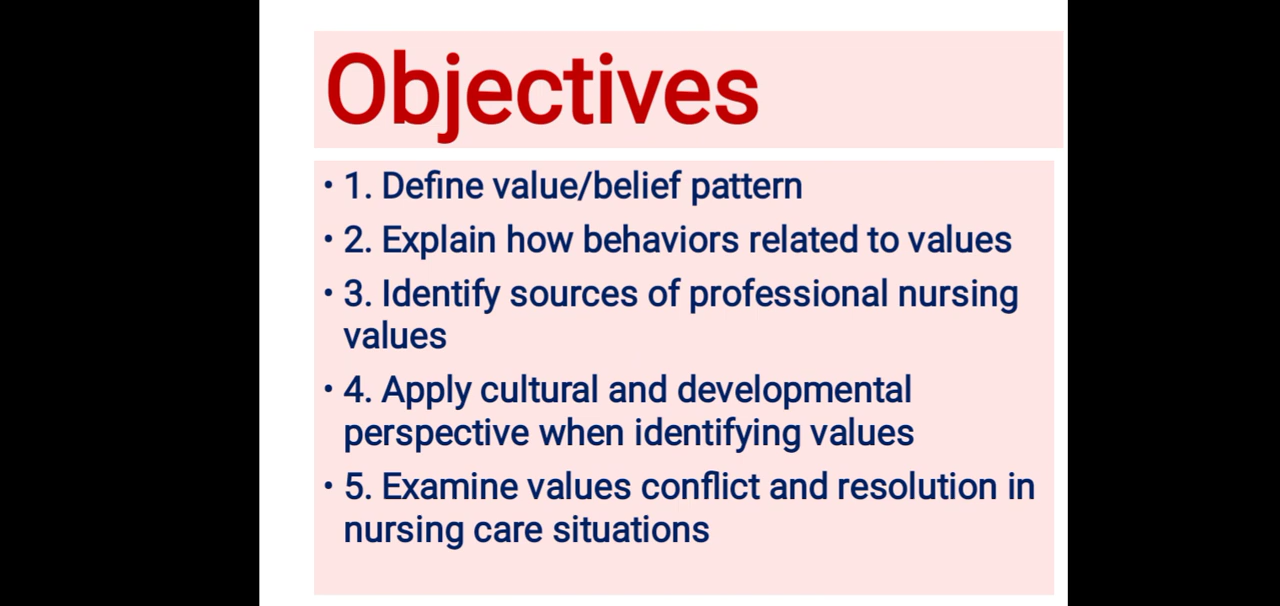 Objectives
• 1. Define value/belief pattern
• 2. Explain how behaviors related to values
• 3. Identify sources of professional nursing
values
• 4. Apply cultural and developmental
perspective when identifying values
• 5. Examine values conflict and resolution in
nursing care situations